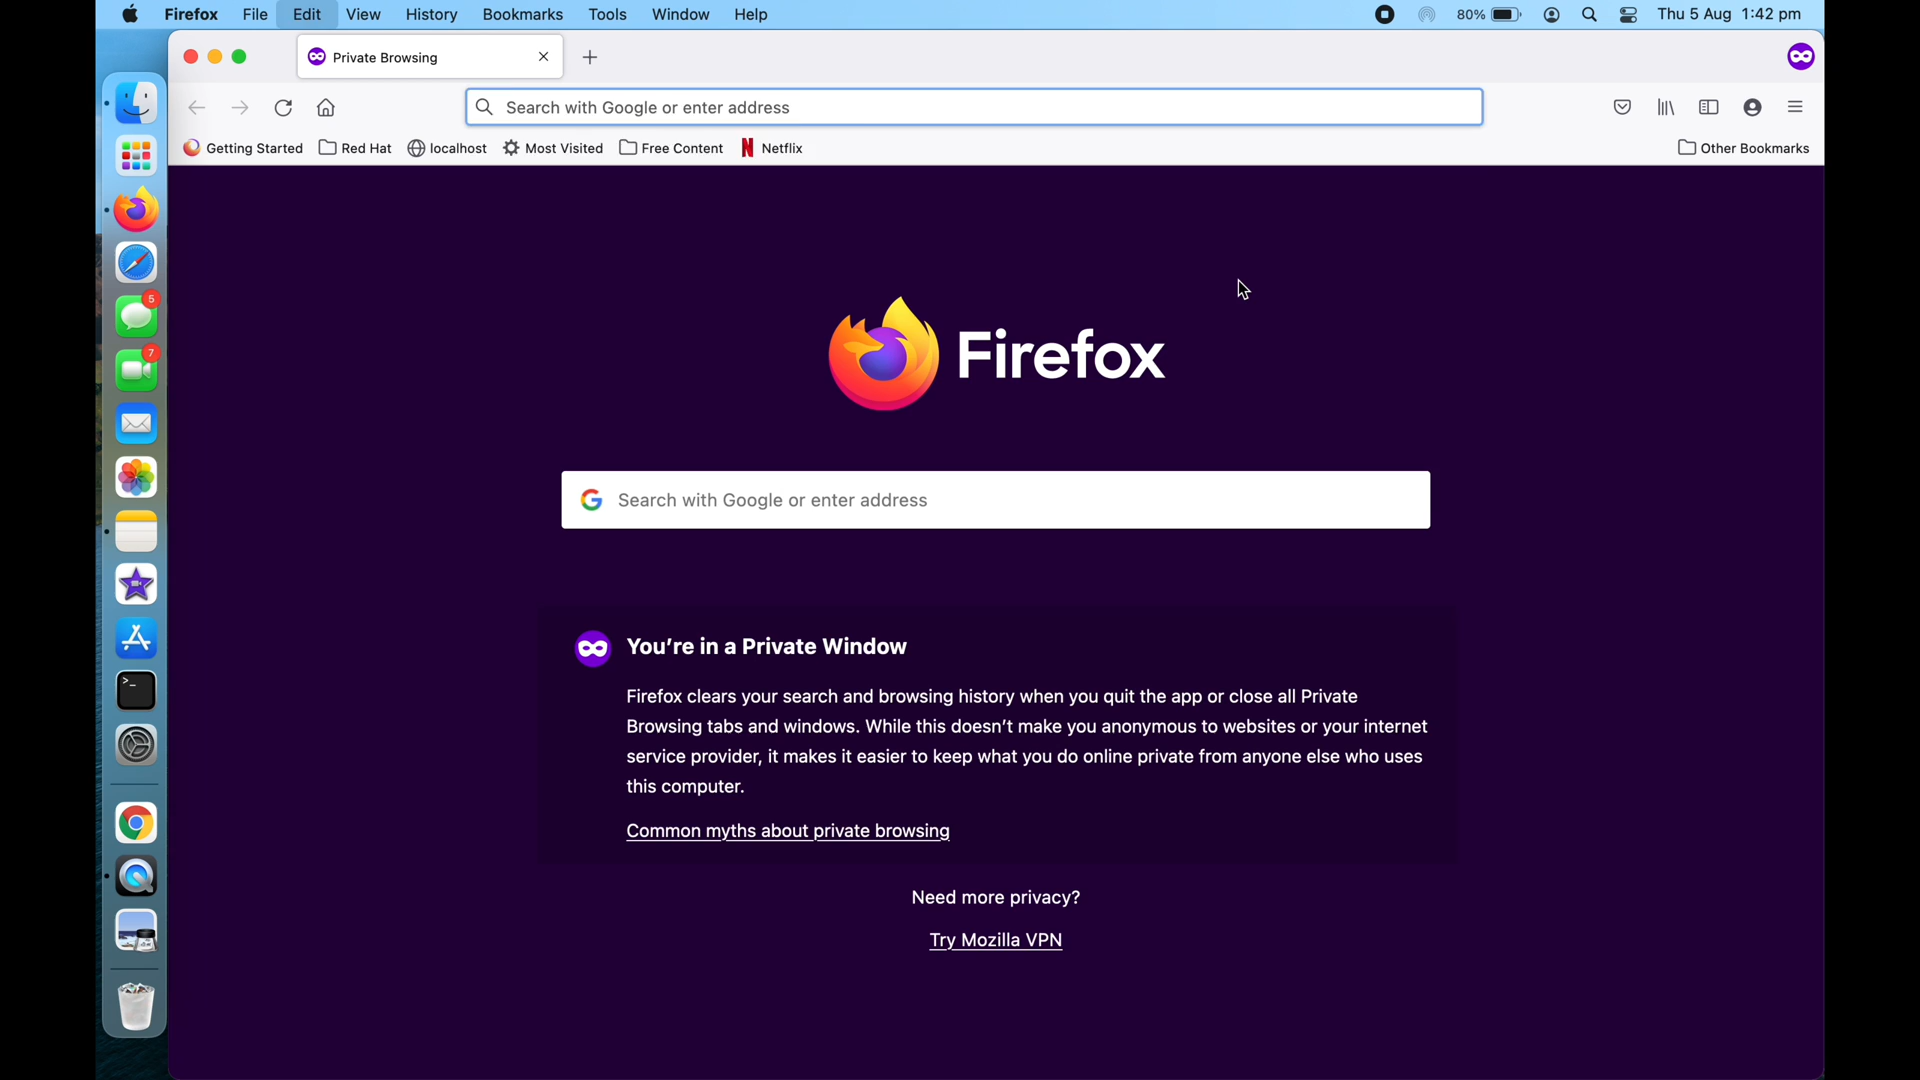 Firefox File Edit View History Bookmarks Tools Window Help 80% Thu 5 Aug 1:42 pm
Private Browsing
Search with Google or enter address
Getting Started Red Hat localhost Most Visited Free Content Netflix Other Bookmarks
5
7
Firefox
Search with Google or enter address
You're in a Private Window
Firefox clears your search and browsing history when you quit the app or close all Private
Browsing tabs and windows. While this doesn't make you anonymous to websites or your internet
service provider, it makes it easier to keep what you do online private from anyone else who uses
this computer.
Common myths about private browsing
Need more privacy?
Try Mozilla VPN